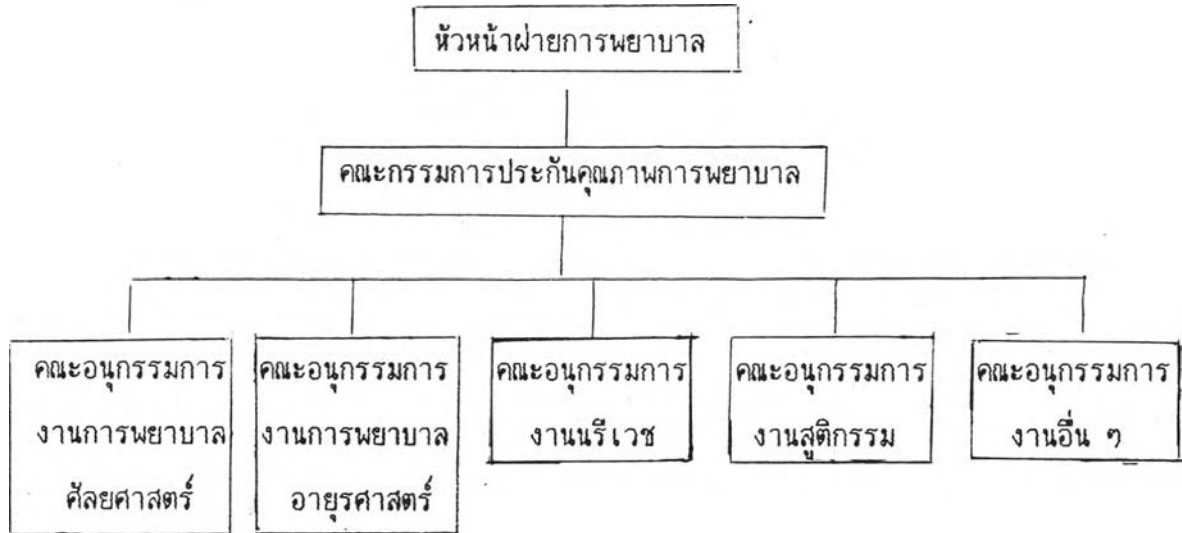 หัวหน้าฝ่ายการพยาบาล
คณะกรรมการประกันคุณภาพการพยาบาล
คณะอนุกรรมการ
งานการพยาบาล
ศัลยศาสตร์
คณะอนุกรรมการ
งานการพยาบาล
อายุรศาสตร์
คณะอนุกรรมการ
งานนรีเวช
คณะอนุกรรมการ
งานสูติกรรม
คณะอนุกรรมการ
งานอื่น ๆ